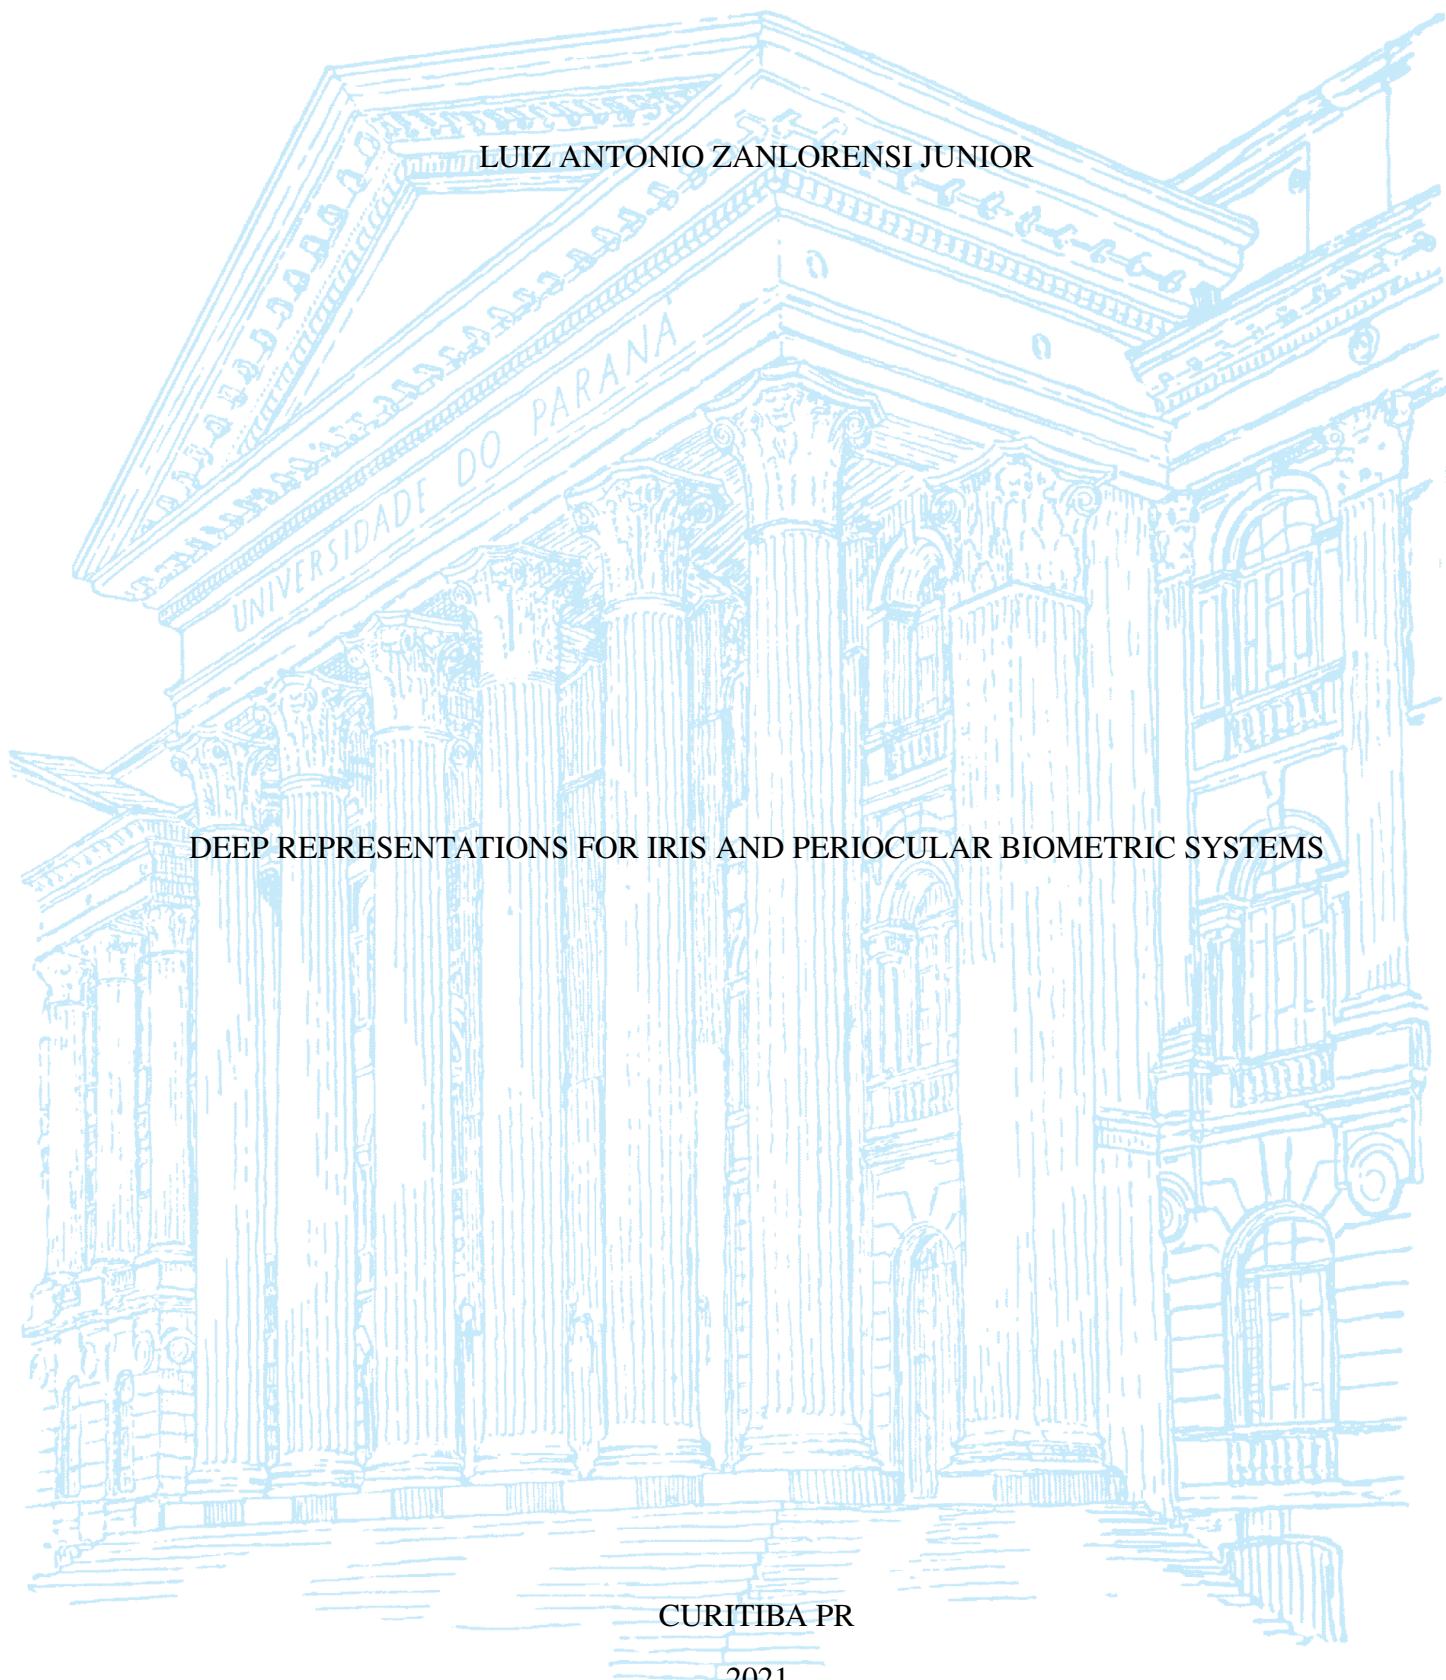 LUIZ ANTONIO ZANLORENSI JUNIOR
UNIVERSIDADE DO PARANÁ
DEEP REPRESENTATIONS FOR IRIS AND PERIOCULAR BIOMETRIC SYSTEMS
CURITIBA PR
2021